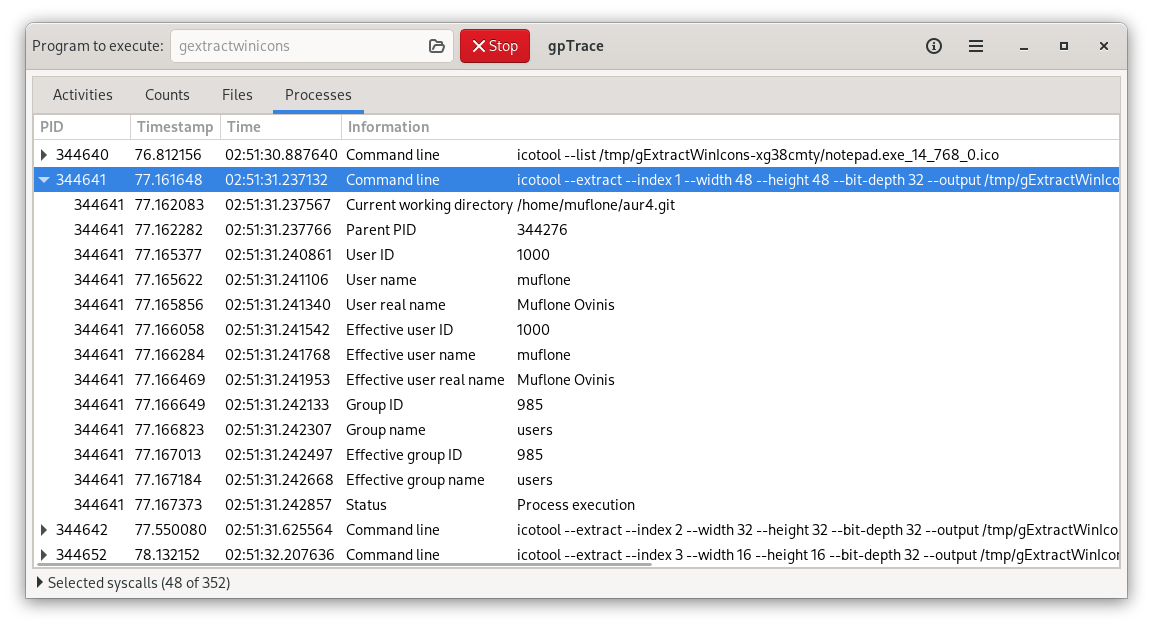 Program to execute: gextractwinicons Stop gpTrace
Activities Counts Files Processes
PID Timestamp Time Information
344640 76.812156 02:51:30.887640 Command line icotool --list /tmp/gExtractWinIcons-xg38cmty/notepad.exe_14_768_0.ico
344641 77.161648 02:51:31.237132 Command line icotool --extract --index 1 --width 48 --height 48 --bit-depth 32 --output /tmp/gExtractWinIco
344641 77.162083 02:51:31.237567 Current working directory /home/muflone/aur4.git
344641 77.162282 02:51:31.237766 Parent PID 344276
344641 77.165377 02:51:31.240861 User ID 1000
344641 77.165622 02:51:31.241106 User name muflone
344641 77.165856 02:51:31.241340 User real name Muflone Ovinis
344641 77.166058 02:51:31.241542 Effective user ID 1000
344641 77.166284 02:51:31.241768 Effective user name muflone
344641 77.166469 02:51:31.241953 Effective user real name Muflone Ovinis
344641 77.166649 02:51:31.242133 Group ID 985
344641 77.166823 02:51:31.242307 Group name users
344641 77.167013 02:51:31.242497 Effective group ID 985
344641 77.167184 02:51:31.242668 Effective group name users
344641 77.167373 02:51:31.242857 Status Process execution
344642 77.550080 02:51:31.625564 Command line icotool --extract --index 2 --width 32 --height 32 --bit-depth 32 --output /tmp/gExtractWinIco
344652 78.132152 02:51:32.207636 Command line icotool --extract --index 3 --width 16 --height 16 --bit-depth 32 --output /tmp/gExtractWinIcon
Selected syscalls (48 of 352)